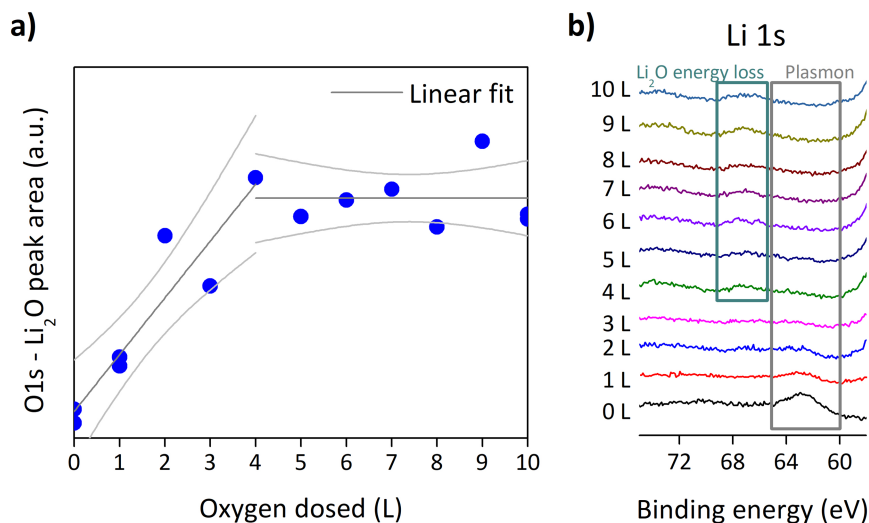 a)
O1s - Li2O peak area (a.u.)
Linear fit
0 1 2 3 4 5 6 7 8 9 10
Oxygen dosed (L)
b)
Li 1s
Li2O energy loss
Plasmon
10 L
9 L
8 L
7 L
6 L
5 L
4 L
3 L
2 L
1 L
0 L
72 68 64 60
Binding energy (eV)